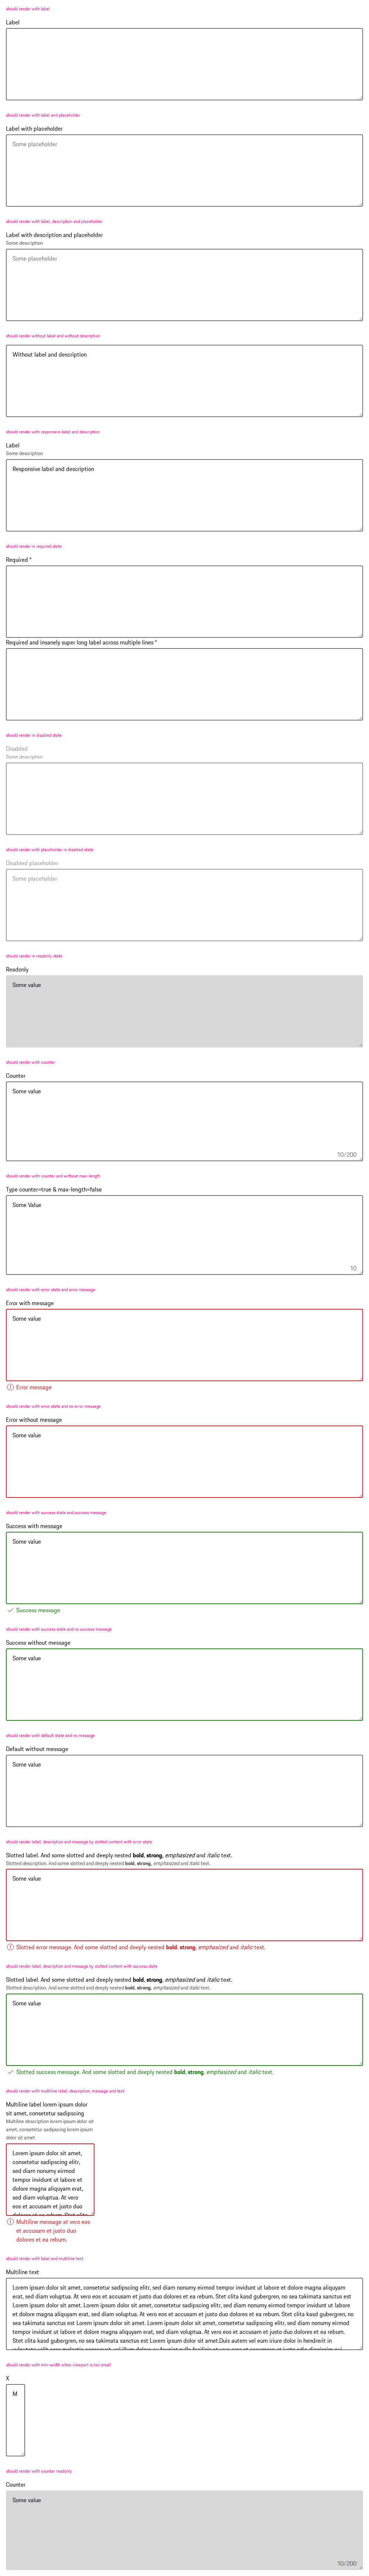 should render with label
Label
should render with label and placeholder
Label with placeholder
Some placeholder
should render with label, description and placeholder
Label with description and placeholder
Some description
Some placeholder
should render without label and without description
Without label and description
should render with responsive label and description
Label
Some description
Responsive label and description
should render in required state
Required *
Required and insanely super long label across multiple lines *
should render in disabled state
Disabled
Some description
should render with placeholder in disabled state
Disabled placeholder
Some placeholder
should render in readonly state
Readonly
Some value
should render with counter
Counter
Some value
10/200
should render with counter and without max-length
Type counter=true & max-length=false
Some Value
10
should render with error state and error message
Error with message
Some value
Error message
should render with error state and no error message
Error without message
Some value
should render with success state and success message
Success with message
Some value
Success message
should render with success state and no success message
Success without message
Some value
should render with default state and no message
Default without message
Some value
should render label, description and message by slotted content with error state
Slotted label. And some slotted and deeply nested bold, strong, emphasized and italic text.
Slotted description. And some slotted and deeply nested bold, strong, emphasized and italic text.
Some value
Slotted error message. And some slotted and deeply nested bold, strong, emphasized and italic text.
should render label, description and message by slotted content with success state
Slotted label. And some slotted and deeply nested bold, strong, emphasized and italic text.
Slotted description. And some slotted and deeply nested bold, strong, emphasized and italic text.
Some value
Slotted success message. And some slotted and deeply nested bold, strong, emphasized and italic text.
should render with multiline label, description, message and text
Multiline label lorem ipsum dolor
sit amet, consetetur sadipscing
Multiline description lorem ipsum dolor sit
amet, consetetur sadipscing lorem ipsum
dolor sit amet
Lorem ipsum dolor sit amet,
consetetur sadipscing elitr,
sed diam nonumy eirmod
tempor invidunt ut labore et
dolore magna aliquyam erat,
sed diam voluptua. At vero
eos et accusam et justo duo
dolores et ea rebum. Stet clita
Multiline message at vero eos
et accusam et justo duo
dolores et ea rebum.
should render with label and multiline text
Multiline text
Lorem ipsum dolor sit amet, consetetur sadipscing elitr, sed diam nonumy eirmod tempor invidunt ut labore et dolore magna aliquyam
erat, sed diam voluptua. At vero eos et accusam et justo duo dolores et ea rebum. Stet clita kasd gubergren, no sea takimata sanctus est
Lorem ipsum dolor sit amet. Lorem ipsum dolor sit amet, consetetur sadipscing elitr, sed diam nonumy eirmod tempor invidunt ut labore
et dolore magna aliquyam erat, sed diam voluptua. At vero eos et accusam et justo duo dolores et ea rebum. Stet clita kasd gubergren, no
sea takimata sanctus est Lorem ipsum dolor sit amet. Lorem ipsum dolor sit amet, consetetur sadipscing elitr, sed diam nonumy eirmod
tempor invidunt ut labore et dolore magna aliquyam erat, sed diam voluptua. At vero eos et accusam et justo duo dolores et ea rebum.
Stet clita kasd gubergren, no sea takimata sanctus est Lorem ipsum dolor sit amet.Duis autem vel eum iriure dolor in hendrerit in
should render with min width when viewport is too small
X
M
should render with counter readonly
Counter
Some value
10/200